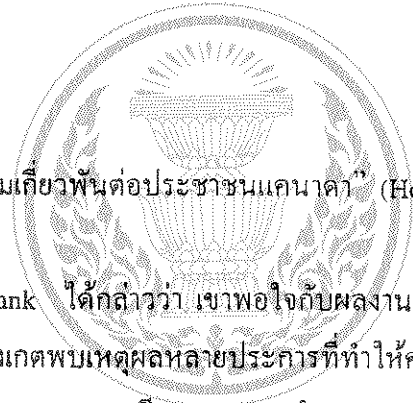 มเกี่ยวพันต่อประชาชนแคนาดา" (Ho
ank ได้กล่าวว่า เขาพอใจกับผลงาน
งเกตพบเหตุผลหลายประการที่ทำให้ค